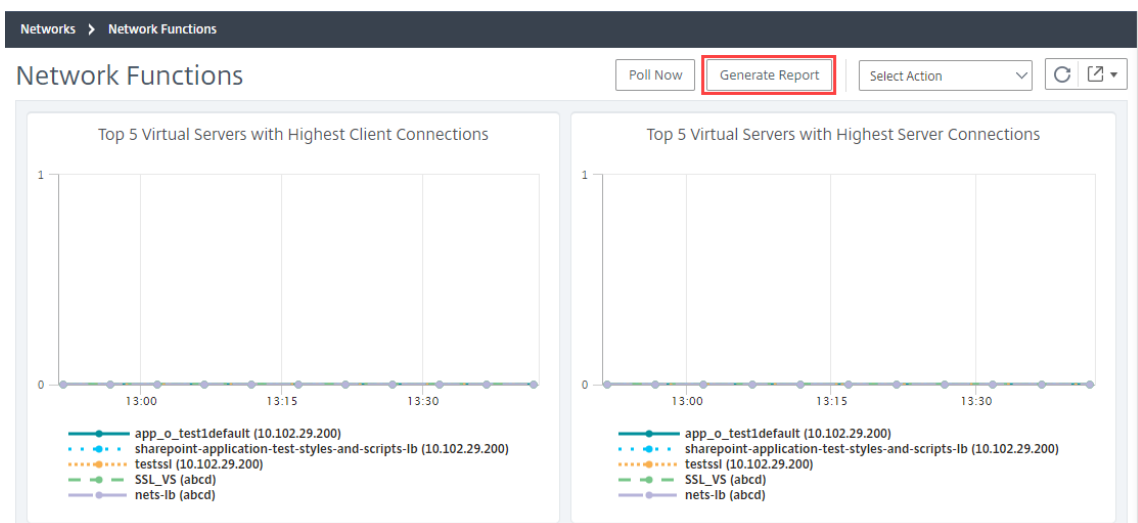 Networks > Network Functions
Network Functions
Poll Now
Generate Report
Select Action
Top 5 Virtual Servers with Highest Client Connections
1
0
13:00 13:15 13:30
app_o_test1default (10.102.29.200)
sharepoint-application-test-styles-and-scripts-lb (10.102.29.200)
testssl (10.102.29.200)
SSL_VS (abcd)
nets-lb (abcd)
Top 5 Virtual Servers with Highest Server Connections
1
0
13:00 13:15 13:30
app_o_test1default (10.102.29.200)
sharepoint-application-test-styles-and-scripts-lb (10.102.29.200)
testssl (10.102.29.200)
SSL_VS (abcd)
nets-lb (abcd)